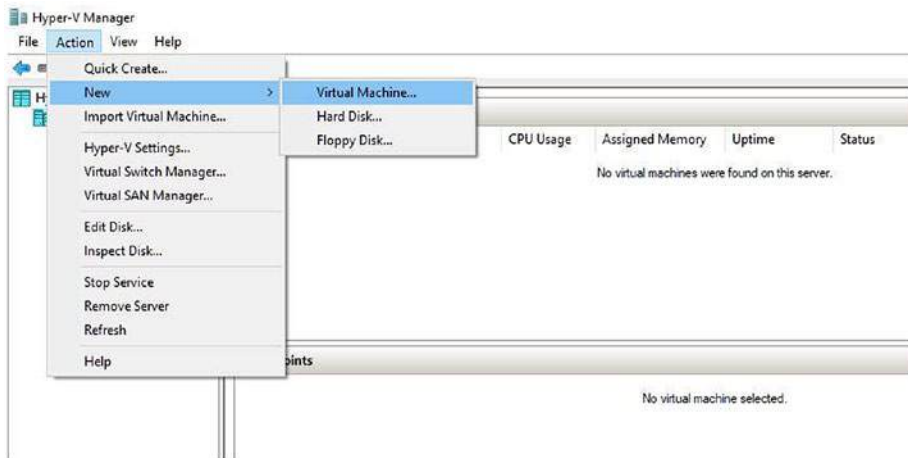 Hyper-V Manager
File Action View Help
Quick Create...
New > Virtual Machine...
H
Import Virtual Machine... Hard Disk...
Floppy Disk...
CPU Usage Assigned Memory Uptime Status
Hyper-V Settings...
No virtual machines were found on this server.
Virtual Switch Manager...
Virtual SAN Manager...
Edit Disk...
Inspect Disk...
Stop Service
Remove Server
Refresh
Help
oints
No virtual machine selected.